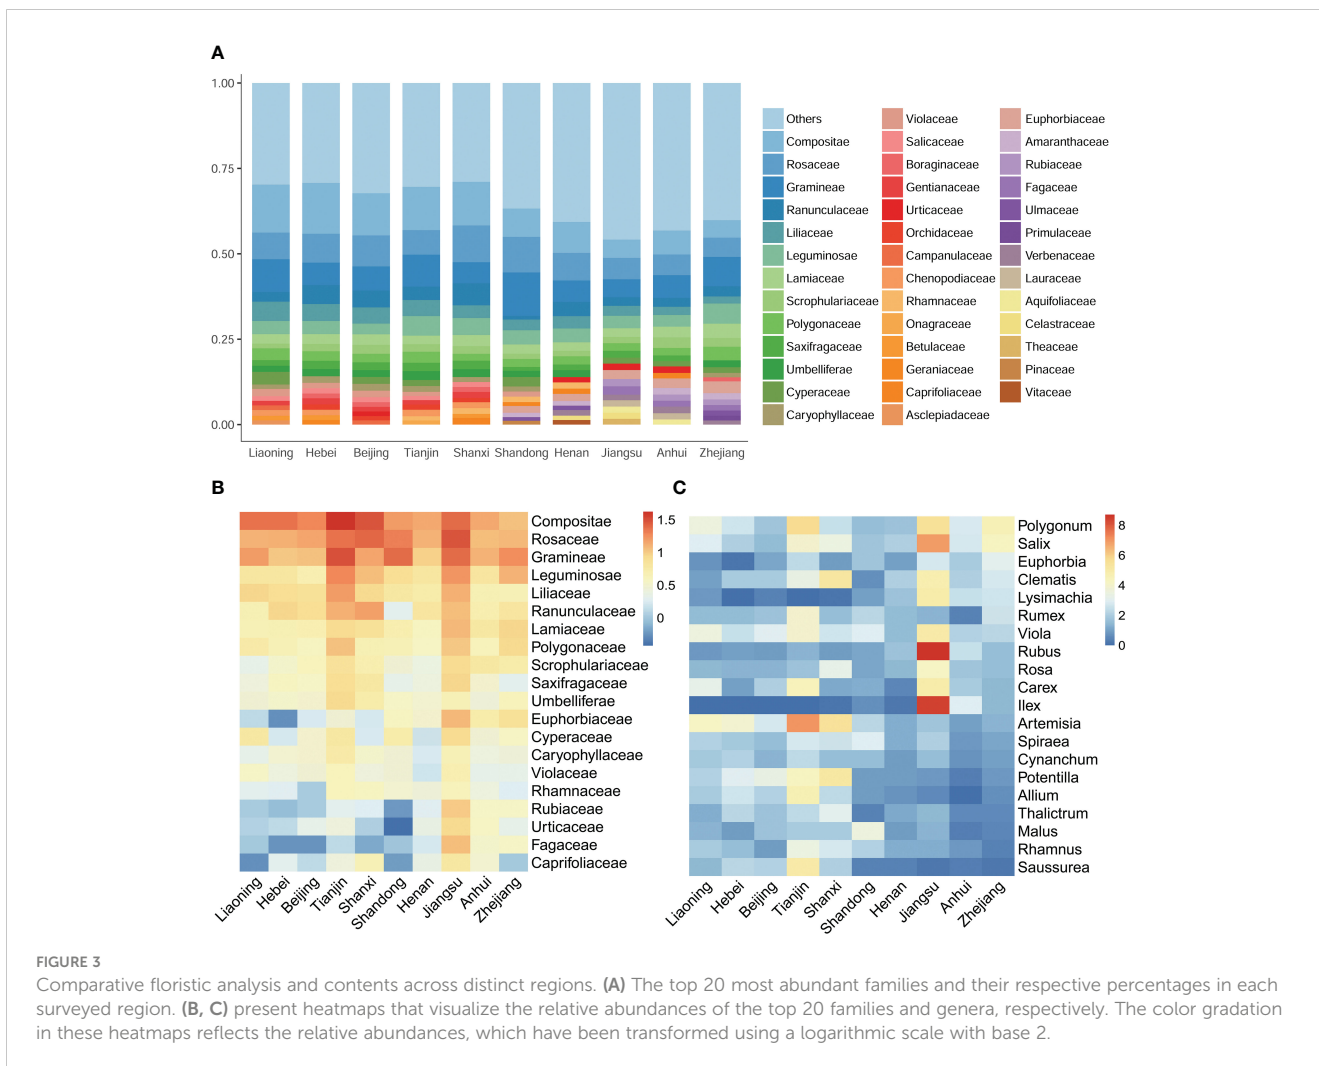 A
1.00
0.75
0.50
0.25
0.00
Liaoning Hebei Beijing Tianjin Shanxi Shandong Henan Jiangsu Anhui Zhejiang
Others
Compositae
Rosaceae
Gramineae
Ranunculaceae
Liliaceae
Leguminosae
Lamiaceae
Scrophulariaceae
Polygonaceae
Saxifragaceae
Umbelliferae
Cyperaceae
Caryophyllaceae
Violaceae
Salicaceae
Boraginaceae
Gentianaceae
Urticaceae
Orchidaceae
Campanulaceae
Chenopodiaceae
Rhamnaceae
Onagraceae
Betulaceae
Geraniaceae
Caprifoliaceae
Asclepiadaceae
Euphorbiaceae
Amaranthaceae
Rubiaceae
Fagaceae
Ulmaceae
Primulaceae
Verbenaceae
Lauraceae
Aquifoliaceae
Celastraceae
Theaceae
Pinaceae
Vitaceae
B
Compositae
Rosaceae
Gramineae
Leguminosae
Liliaceae
Ranunculaceae
Lamiaceae
Polygonaceae
Scrophulariaceae
Saxifragaceae
Umbelliferae
Euphorbiaceae
Cyperaceae
Caryophyllaceae
Violaceae
Rhamnaceae
Rubiaceae
Urticaceae
Fagaceae
Caprifoliaceae
1.5
1
0.5
0
Liaoning Hebei Beijing Tianjin Shanxi Shandong Henan Jiangsu Anhui Zhejiang
C
Polygonum
Salix
Euphorbia
Clematis
Lysimachia
Rumex
Viola
Rubus
Rosa
Carex
Ilex
Artemisia
Spiraea
Cynanchum
Potentilla
Allium
Thalictrum
Malus
Rhamnus
Saussurea
8
6
4
2
0
Liaoning Hebei Beijing Tianjin Shanxi Shandong Henan Jiangsu Anhui Zhejiang
FIGURE 3
Comparative floristic analysis and contents across distinct regions. (A) The top 20 most abundant families and their respective percentages in each
surveyed region. (B, C) present heatmaps that visualize the relative abundances of the top 20 families and genera, respectively. The color gradation
in these heatmaps reflects the relative abundances, which have been transformed using a logarithmic scale with base 2.